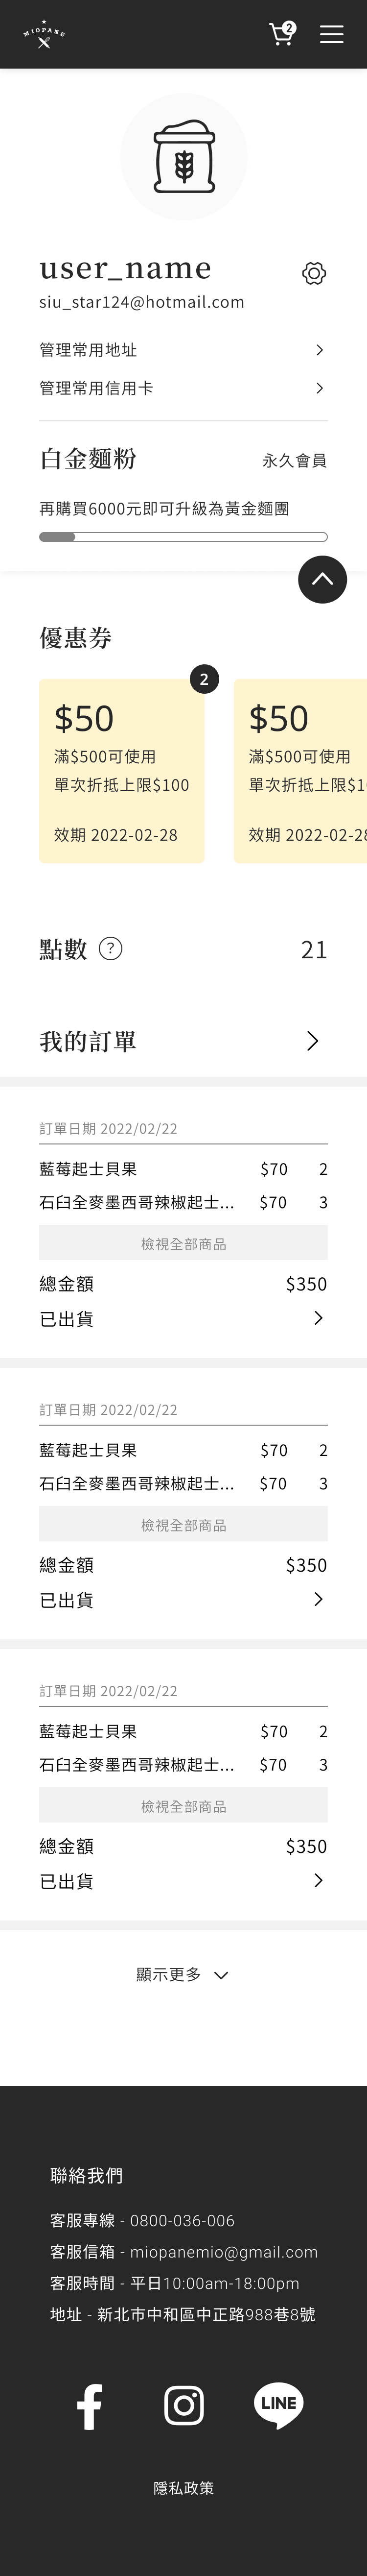 MIOPANE
2
user_name
siu_star124@hotmail.com
管理常用地址
管理常用信用卡
白金麵粉 永久會員
再購買6000元即可升級為黃金麵團
優惠券
2
$50
滿$500可使用
單次折抵上限$100
效期 2022-02-28
$50
滿$500可使用
單次折抵上限$10
效期 2022-02-28
點數 ? 21
我的訂單
訂單日期 2022/02/22
藍莓起士貝果 $70 2
石臼全麥墨西哥辣椒起士... $70 3
檢視全部商品
總金額 $350
已出貨
訂單日期 2022/02/22
藍莓起士貝果 $70 2
石臼全麥墨西哥辣椒起士... $70 3
檢視全部商品
總金額 $350
已出貨
訂單日期 2022/02/22
藍莓起士貝果 $70 2
石臼全麥墨西哥辣椒起士... $70 3
檢視全部商品
總金額 $350
已出貨
顯示更多
聯絡我們
客服專線 - 0800-036-006
客服信箱 - miopanemio@gmail.com
客服時間 - 平日10:00am-18:00pm
地址 - 新北市中和區中正路988巷8號
LINE
隱私政策